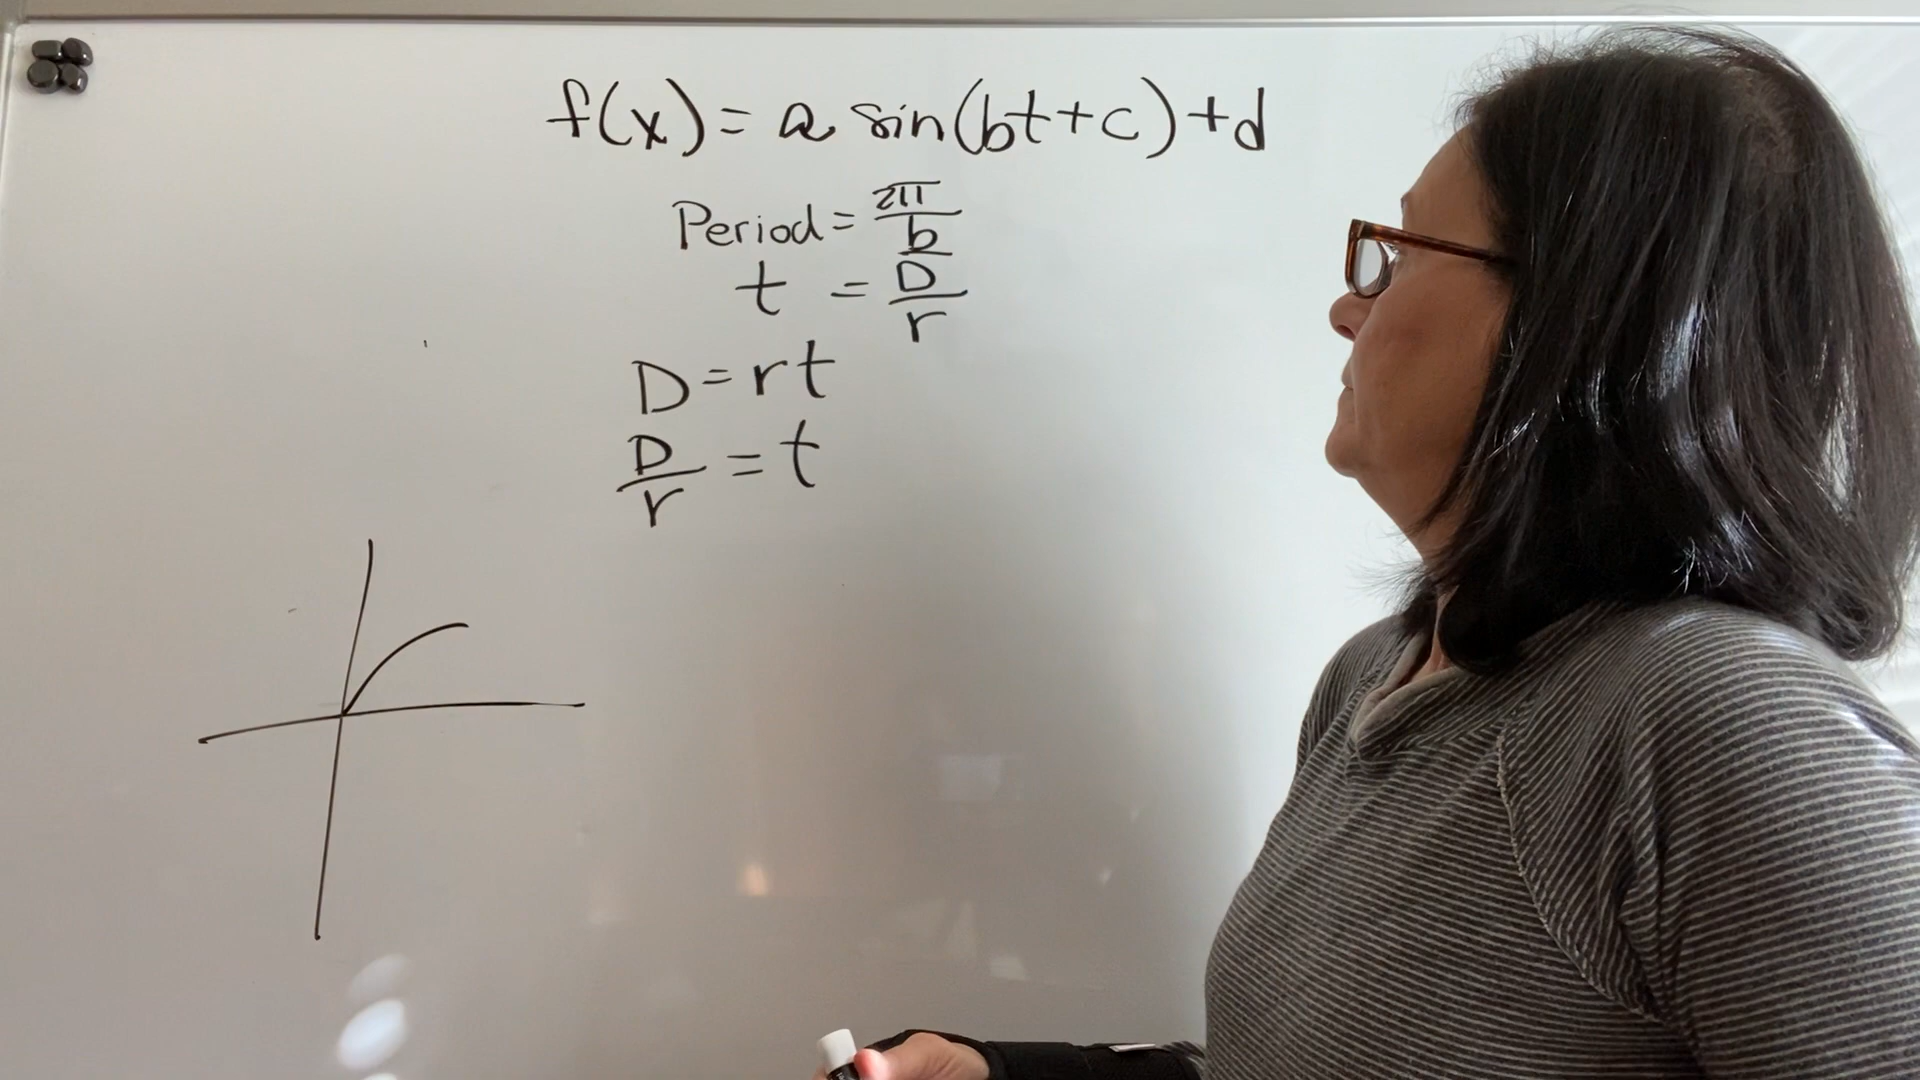 f(x) = a sin(bt+c)+d
Period = 2π/b
t = D/r
D = rt
D/r = t